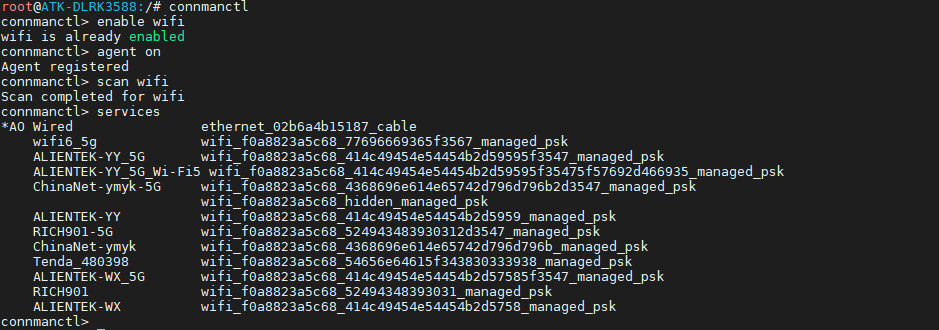 root@ATK-DLRK3588:/# connmanctl
connmanctl> enable wifi
wifi is already enabled
connmanctl> agent on
Agent registered
connmanctl> scan wifi
Scan completed for wifi
connmanctl> services
*AO Wired                ethernet_02b6a4b15187_cable
    wifi6_5g             wifi_f0a8823a5c68_77696669365f3567_managed_psk
    ALIENTEK-YY_5G       wifi_f0a8823a5c68_414c49454e54454b2d59595f3547_managed_psk
    ALIENTEK-YY_5G_Wi-Fi5 wifi_f0a8823a5c68_414c49454e54454b2d59595f35475f57692d466935_managed_psk
    ChinaNet-ymyk-5G     wifi_f0a8823a5c68_4368696e614e65742d796d796b2d3547_managed_psk
                         wifi_f0a8823a5c68_hidden_managed_psk
    ALIENTEK-YY          wifi_f0a8823a5c68_414c49454e54454b2d5959_managed_psk
    RICH901-5G           wifi_f0a8823a5c68_524943483930312d3547_managed_psk
    ChinaNet-ymyk        wifi_f0a8823a5c68_4368696e614e65742d796d796b_managed_psk
    Tenda_480398         wifi_f0a8823a5c68_54656e64615f343830333938_managed_psk
    ALIENTEK-WX_5G       wifi_f0a8823a5c68_414c49454e54454b2d57585f3547_managed_psk
    RICH901              wifi_f0a8823a5c68_52494348393031_managed_psk
    ALIENTEK-WX          wifi_f0a8823a5c68_414c49454e54454b2d5758_managed_psk
connmanctl> _